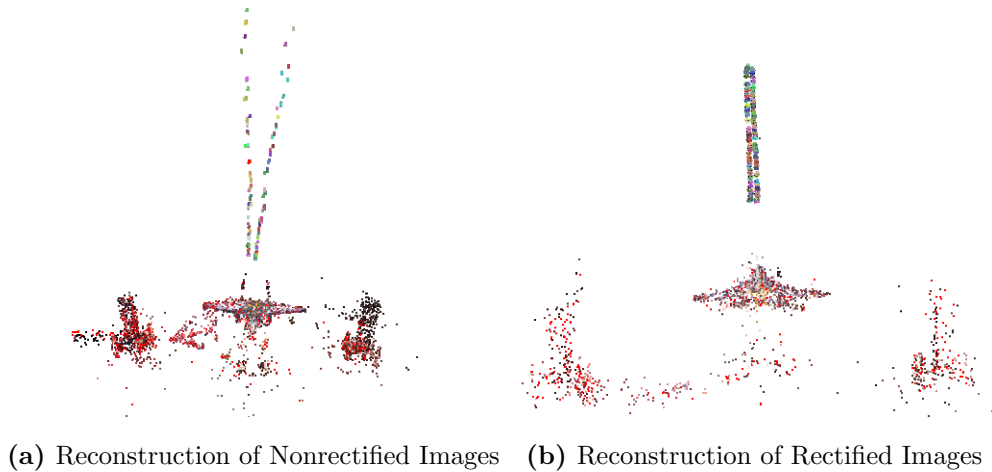 (a) Reconstruction of Nonrectified Images
(b) Reconstruction of Rectified Images